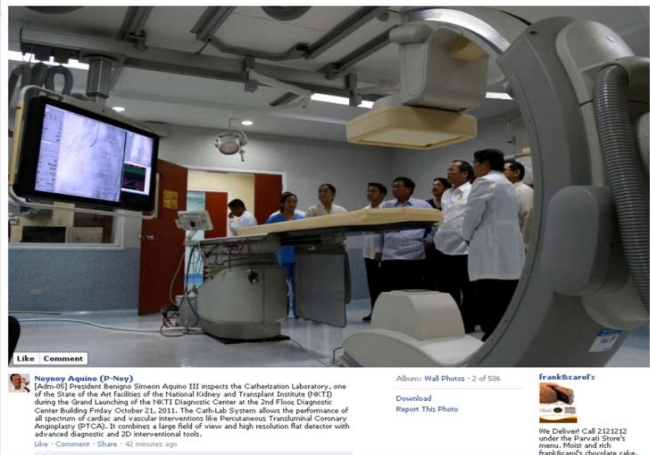 Like Comment
Noynoy Aquino (P-Noy)
[Adm-05] President Benigno Simeon Aquino III inspects the Catherization Laboratory, one
of the State of the Art facilities of the National Kidney and Transplant Institute (NKTI)
during the Grand Launching of the NKTI Diagnostic Center at the 2nd Floor, Diagnostic
Center Building Friday October 21, 2011. The Cath-Lab System allows the performance of
all spectrum of cardiac and vascular interventions like Percutaneous Transluminal Coronary
Angioplasty (PTCA). It combines a large field of view and high resolution flat detector with
advanced diagnostic and 2D interventional tools.
Like · Comment · Share · 42 minutes ago
Album: Wall Photos · 2 of 506
Download
Report This Photo
frank&carol's
We Deliver! Call 2121212
under the Panrati Store's
menu. Moist and rich
frank&carol's chocolate cake.